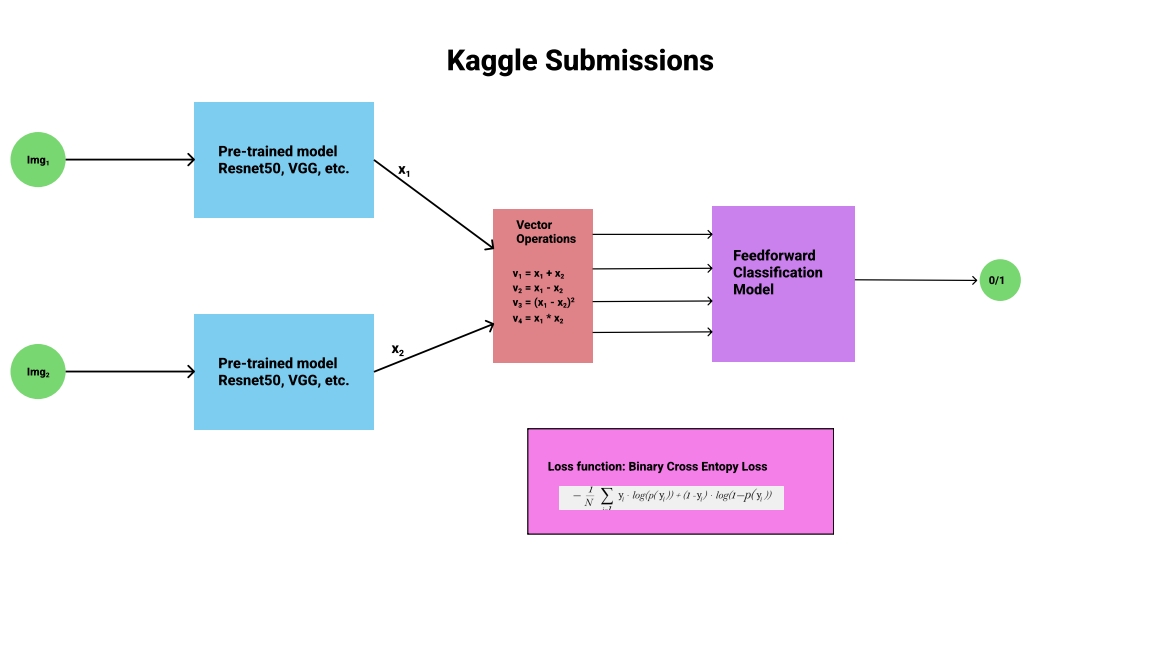 Kaggle Submissions
Img₁
Pre-trained model
Resnet50, VGG, etc.
x₁
Vector
Operations
v₁ = x₁ + x₂
v₂ = x₁ - x₂
v₃ = (x₁ - x₂)²
v₄ = x₁ * x₂
Feedforward
Classification
Model
0/1
Img₂
Pre-trained model
Resnet50, VGG, etc.
x₂
Loss function: Binary Cross Entopy Loss
− 1/N ∑ yᵢ · log(p(yᵢ)) + (1 - yᵢ) · log(1−p(yᵢ))